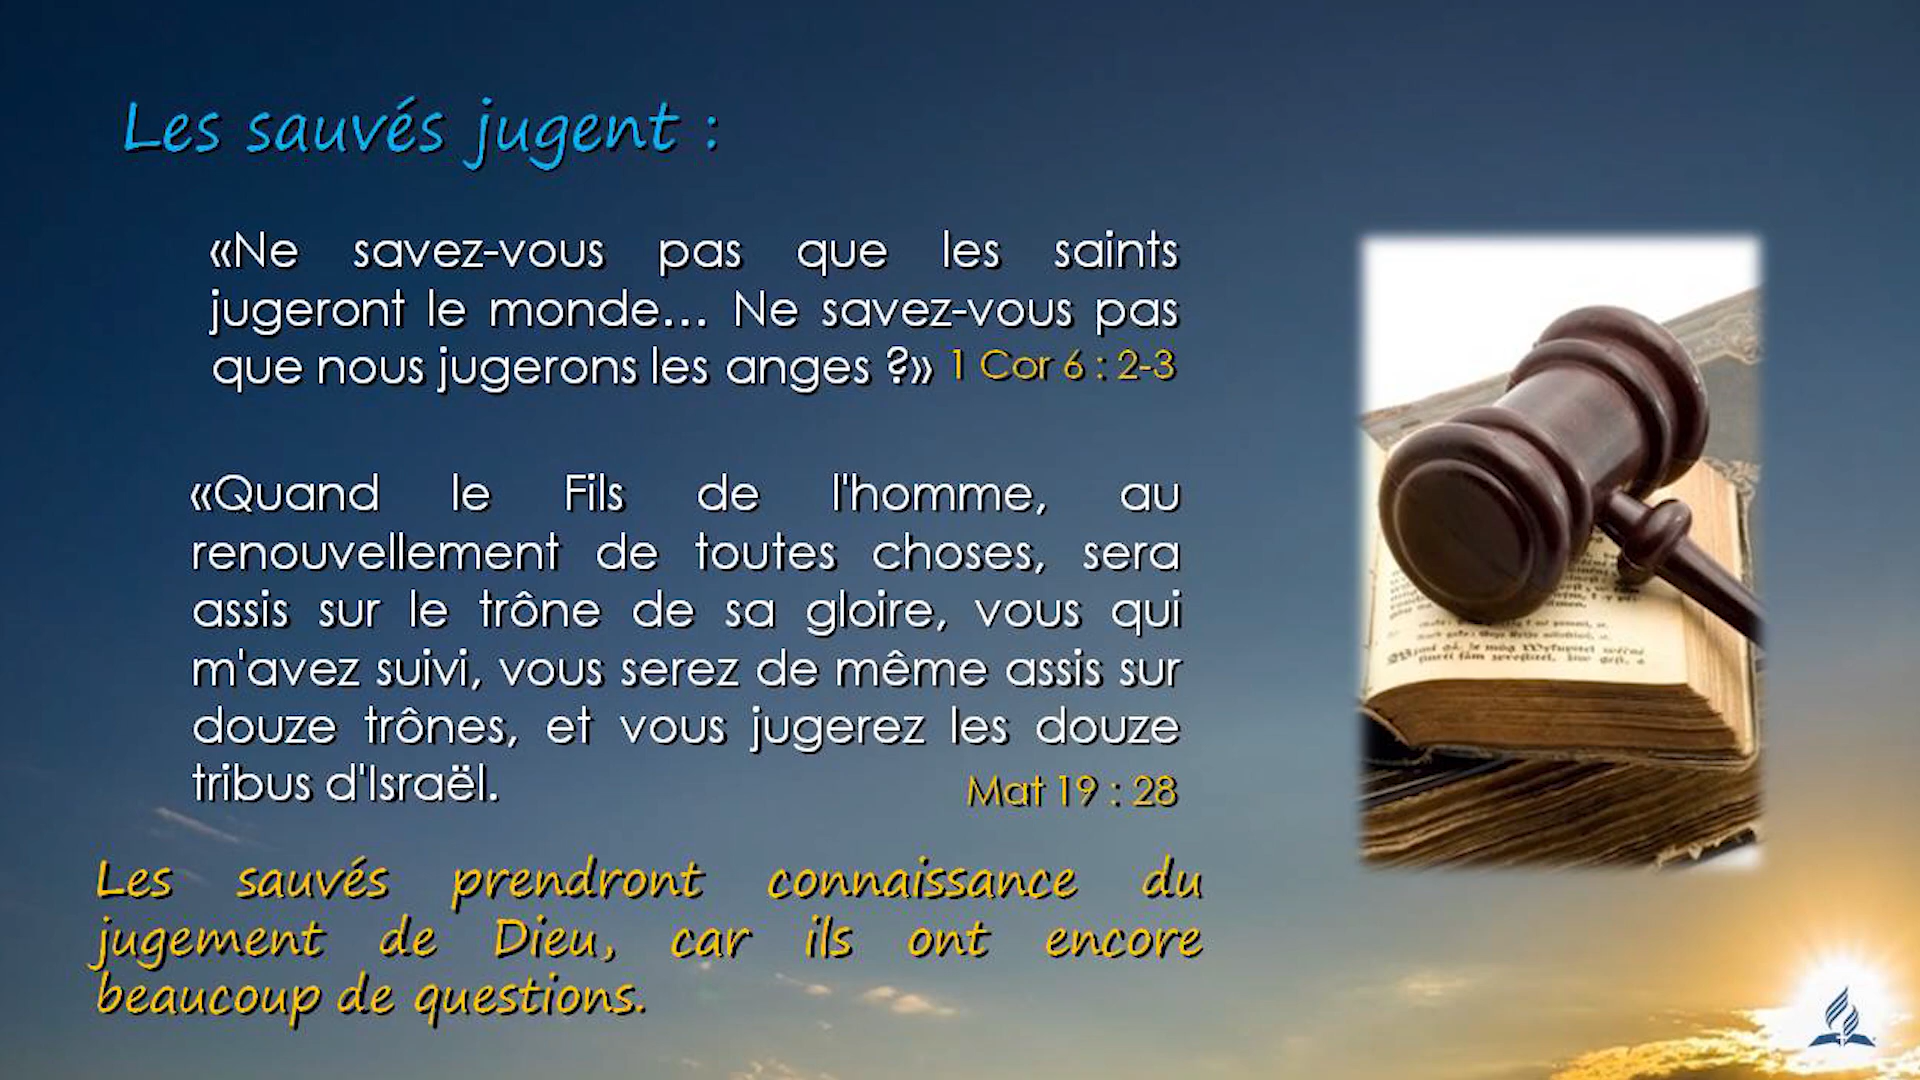 Les sauvés jugent :
«Ne savez-vous pas que les saints
jugeront le monde... Ne savez-vous pas
que nous jugerons les anges ?» 1 Cor 6 : 2-3
«Quand le Fils de l'homme, au
renouvellement de toutes choses, sera
assis sur le trône de sa gloire, vous qui
m'avez suivi, vous serez de même assis sur
douze trônes, et vous jugerez les douze
tribus d'Israël.
Mat 19 : 28
Les sauvés prendront connaissance du
jugement de Dieu, car ils ont encore
beaucoup de questions.